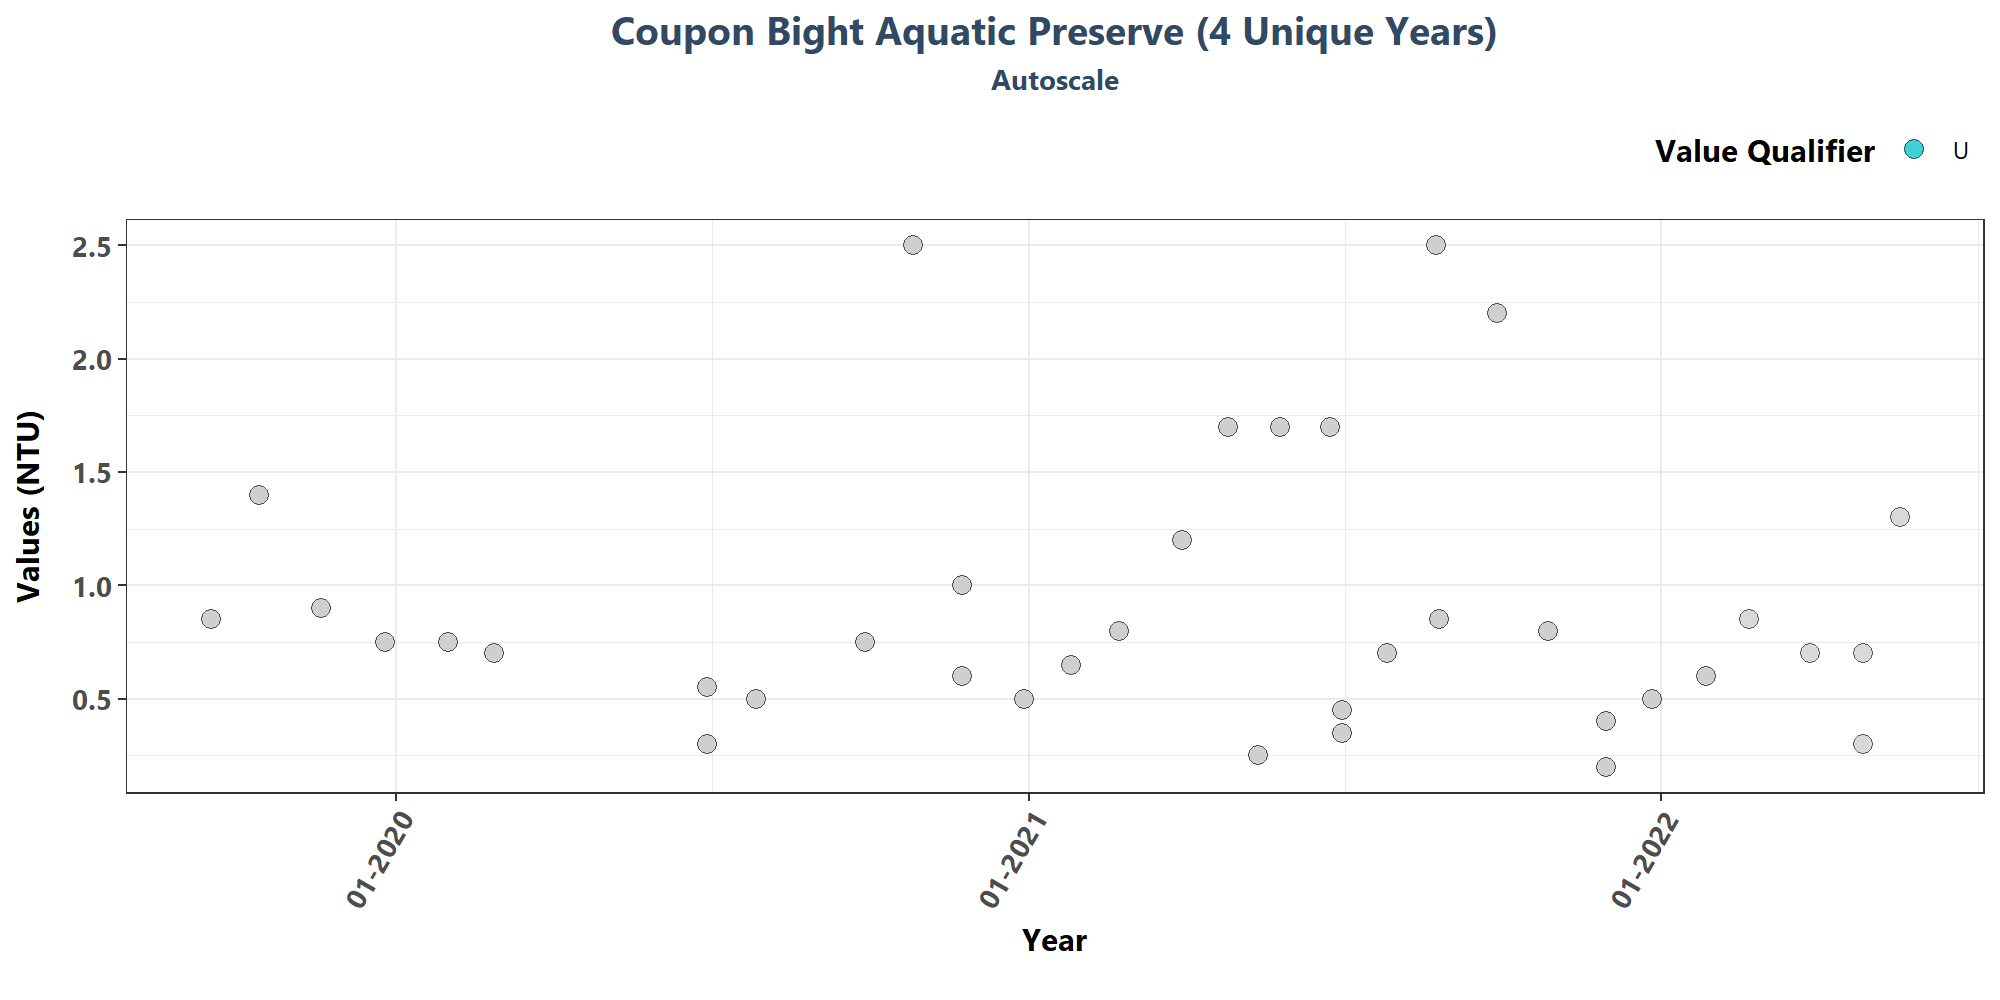 Coupon Bight Aquatic Preserve (4 Unique Years)
Autoscale
Value Qualifier U
2.5
2.0
1.5
1.0
0.5
Values (NTU)
01-2020
01-2021
01-2022
Year